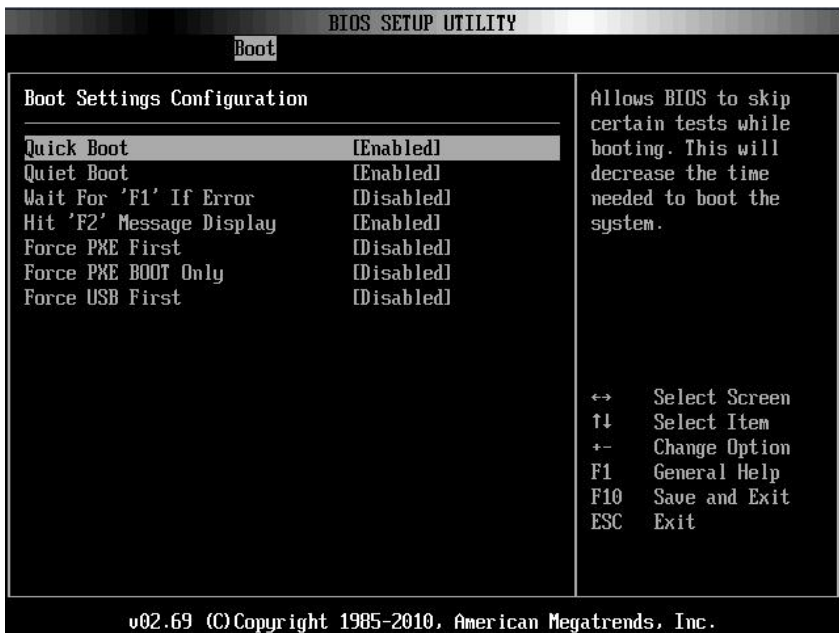 BIOS SETUP UTILITY
Boot
Boot Settings Configuration
Quick Boot [Enabled]
Quiet Boot [Enabled]
Wait For 'F1' If Error [Disabled]
Hit 'F2' Message Display [Enabled]
Force PXE First [Disabled]
Force PXE BOOT Only [Disabled]
Force USB First [Disabled]
Allows BIOS to skip
certain tests while
booting. This will
decrease the time
needed to boot the
system.
↔ Select Screen
↑↓ Select Item
+- Change Option
F1 General Help
F10 Save and Exit
ESC Exit
v02.69 (C)Copyright 1985-2010, American Megatrends, Inc.